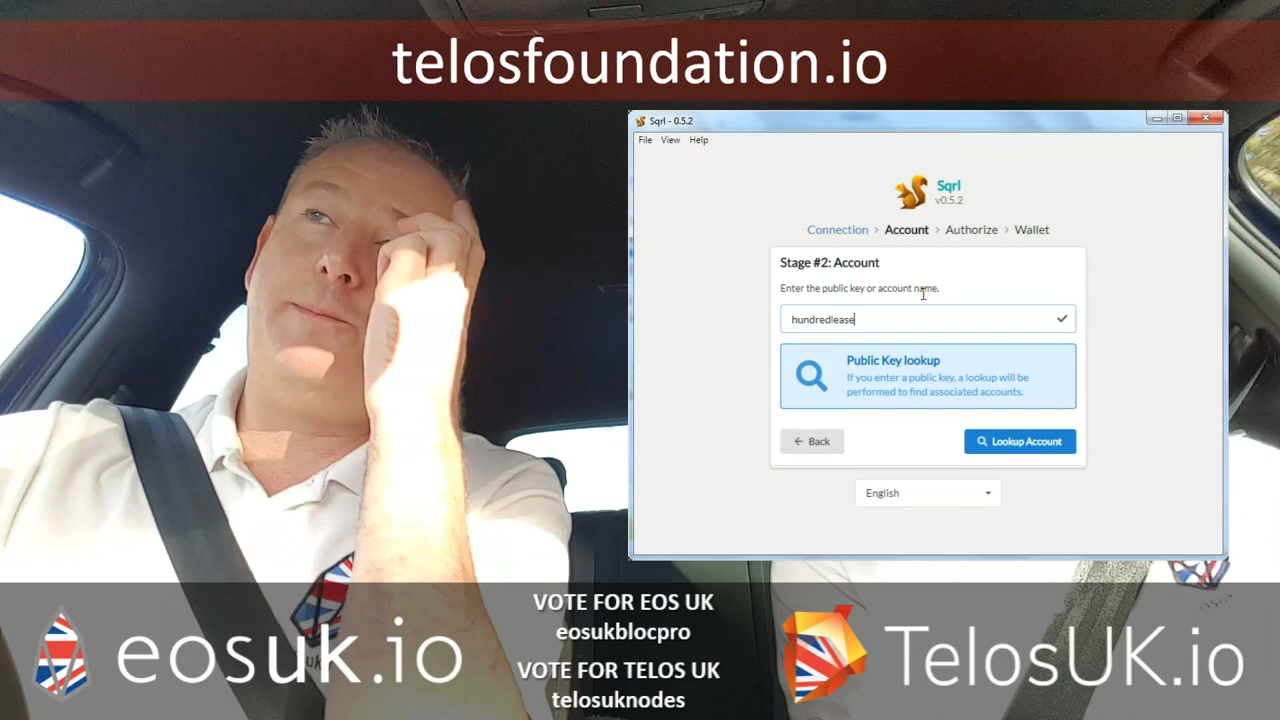 telosfoundation.io
Sqrl - 0.5.2
File View Help
Sqrl
v0.5.2
Connection > Account > Authorize > Wallet
Stage #2: Account
Enter the public key or account name.
hundredlease
Public Key lookup
If you enter a public key, a lookup will be
performed to find associated accounts.
Back
Lookup Account
English
eosuk.io
VOTE FOR EOS UK
eosukblocpro
VOTE FOR TELOS UK
telosuknodes
TelosUK.io